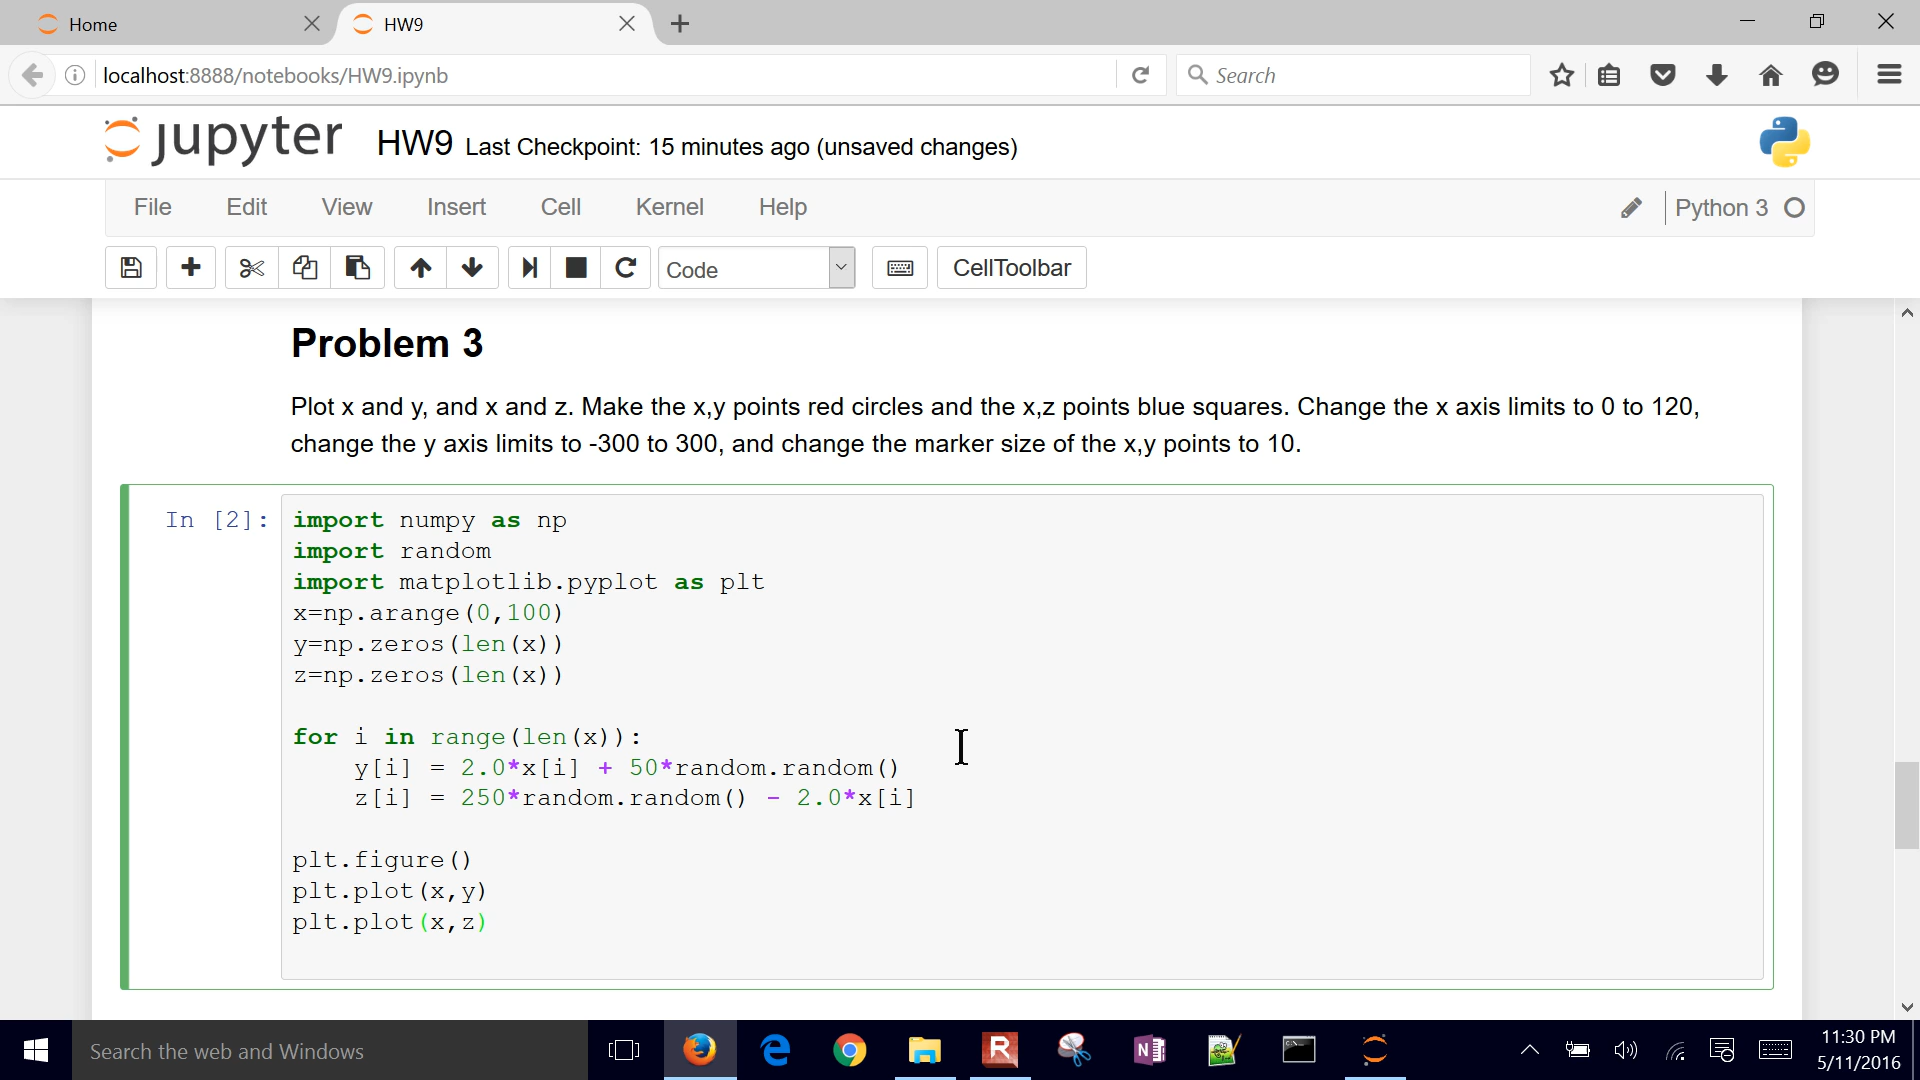 Home
HW9
localhost:8888/notebooks/HW9.ipynb
Search
jupyter
HW9 Last Checkpoint: 15 minutes ago (unsaved changes)
File Edit View Insert Cell Kernel Help
Python 3
Code
CellToolbar
Problem 3
Plot x and y, and x and z. Make the x,y points red circles and the x,z points blue squares. Change the x axis limits to 0 to 120,
change the y axis limits to -300 to 300, and change the marker size of the x,y points to 10.
In [2]:
import numpy as np
import random
import matplotlib.pyplot as plt
x=np.arange(0,100)
y=np.zeros(len(x))
z=np.zeros(len(x))
for i in range(len(x)):
    y[i] = 2.0*x[i] + 50*random.random()
    z[i] = 250*random.random() - 2.0*x[i]
plt.figure()
plt.plot(x,y)
plt.plot(x,z)
Search the web and Windows
R
N
11:30 PM
5/11/2016